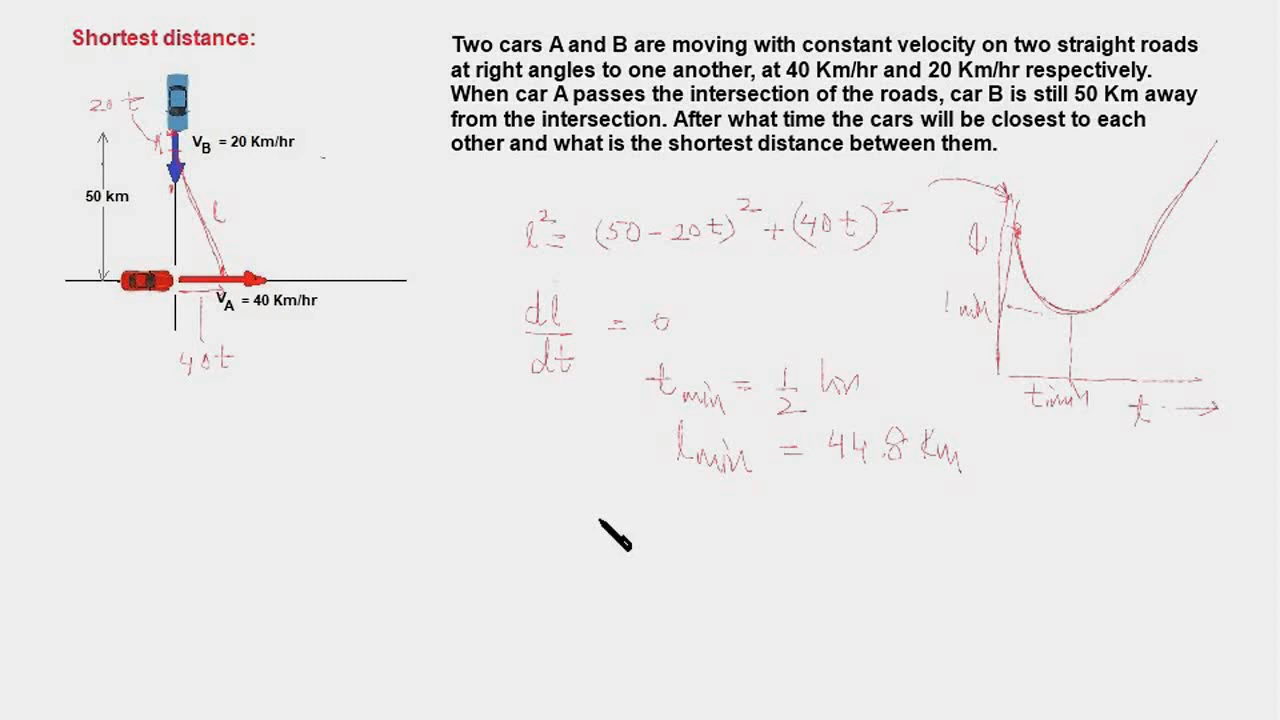 Shortest distance:
Two cars A and B are moving with constant velocity on two straight roads
at right angles to one another, at 40 Km/hr and 20 Km/hr respectively.
When car A passes the intersection of the roads, car B is still 50 Km away
from the intersection. After what time the cars will be closest to each
other and what is the shortest distance between them.
20 t
V_B = 20 Km/hr
50 km
l
V_A = 40 Km/hr
40t
l² = (50 - 20t)² + (40t)²
dl/dt = 0
t min = 1/2 hr
l min = 44.8 Km
l
l min
t min
t →